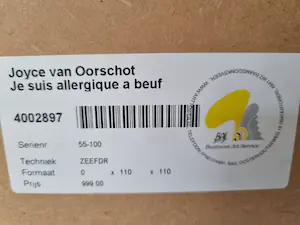 Joyce van Oorschot
Je suis allergique a beuf
4002897
Serienr 55-100
Techniek ZEEFDR
Formaat 0 x 110 x 110
Prijs 999.00